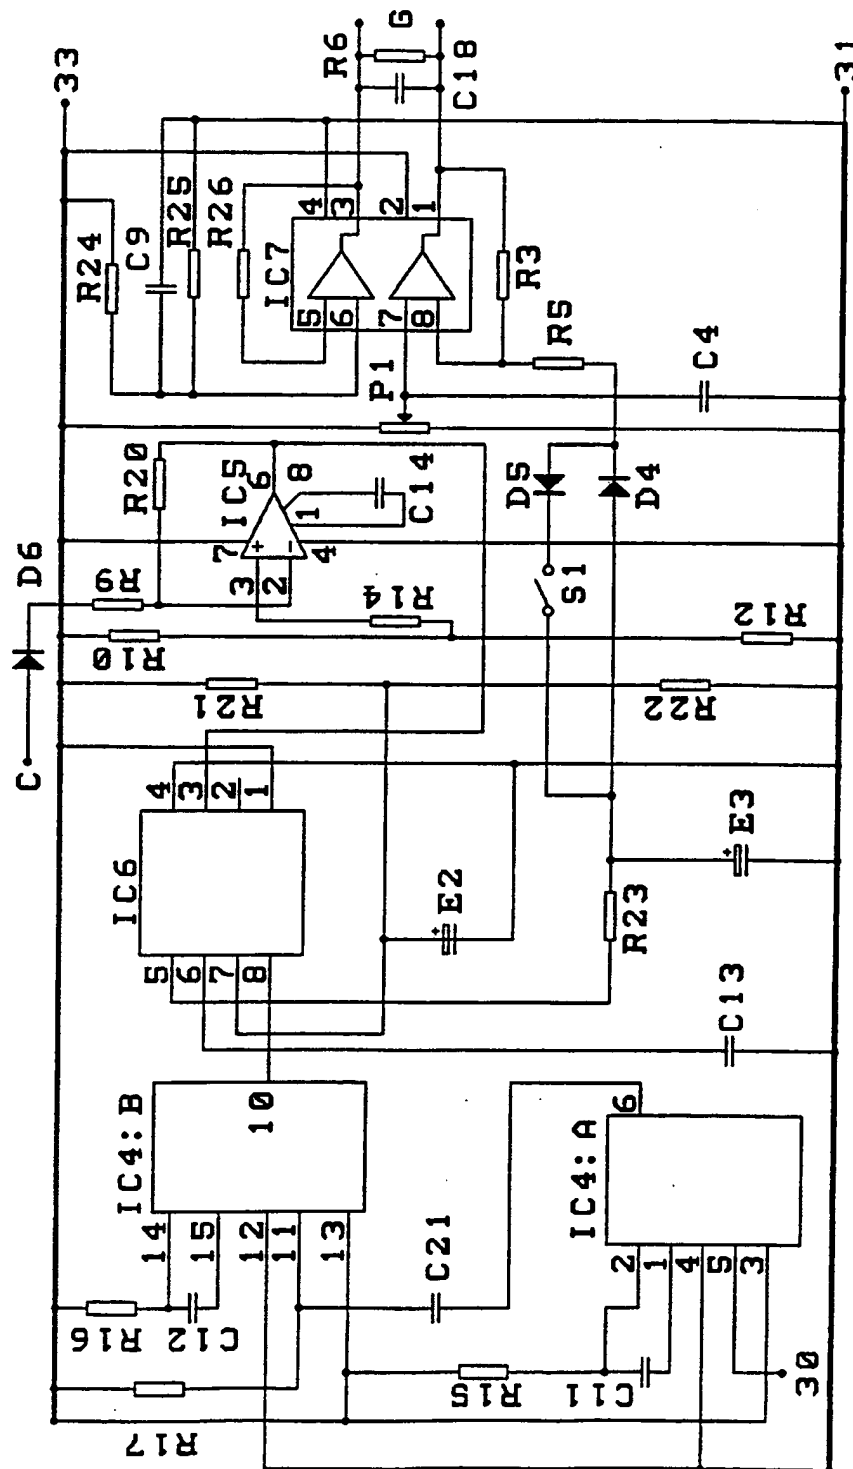 33
R6
G
C18
31
R24
C9
R25
R26
4
3
2
1
IC7
5
6
7
8
R3
R5
P1
C4
R20
IC5
6
8
1
C14
7
+
3
2
−
4
D5
D4
D6
R9
R10
R14
S1
R12
C
R21
R22
4
3
2
1
IC6
5
6
7
8
+
E2
+
E3
R23
C13
IC4:B
10
14
15
12
11
13
6
IC4:A
2
1
4
5
3
C21
R16
C12
R17
R15
C11
30